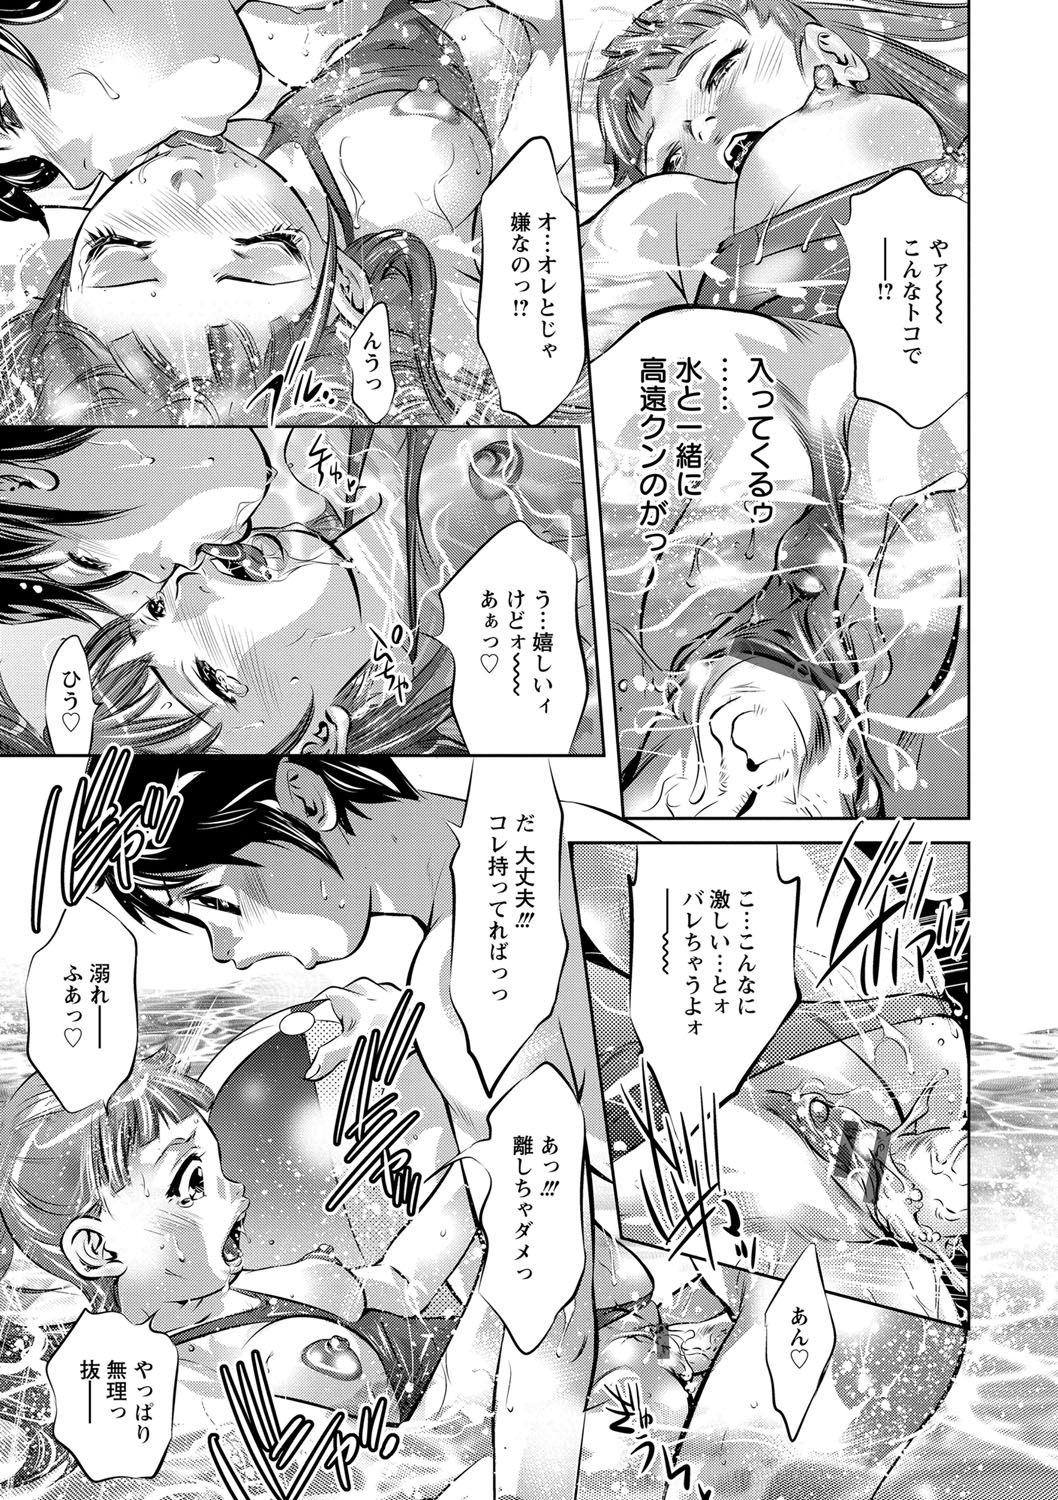 やァ〜〜
こんなトコで
――!?
入ってくるゥ
……
水と一緒に
高遠クンのがっ
オ…オレとじゃ
嫌なのっ!?
んうっ
う…嬉しいィ
けどォ〜〜
あぁっ♡
ひう♡
こ…こんなに
激しい…とォ
バレちゃうよォ
――〜
だ 大丈夫!!!
コレ持ってればっっ
溺れ――
ふあっ♡
あっ!!!
離しちゃダメっ
あん♡
やっぱり
無理っ
抜――